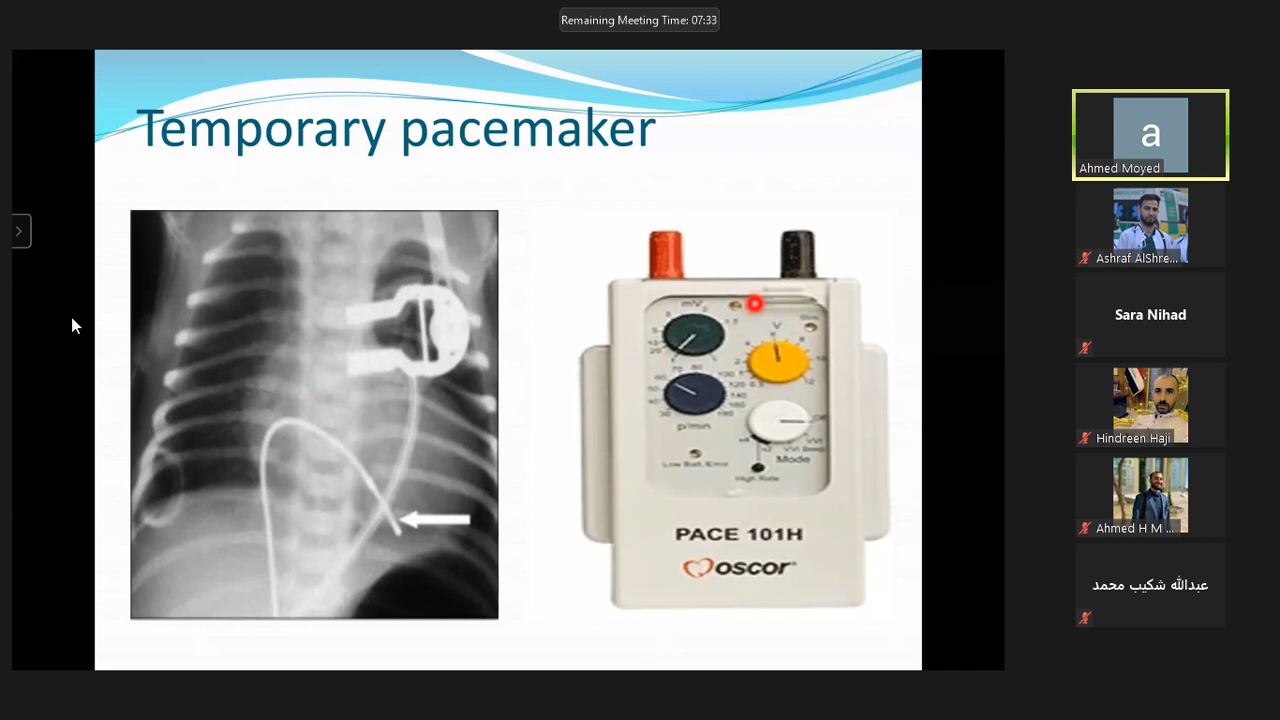 Remaining Meeting Time: 07:33
Temporary pacemaker
mV
V
p/min
Low Batt./Error
Mode
High Rate
VVI
PACE 101H
oscor
a
Ahmed Moyed
Ashraf AlShre...
Sara Nihad
Hindreen Haji
Ahmed H M ...
عبدالله شكيب محمد